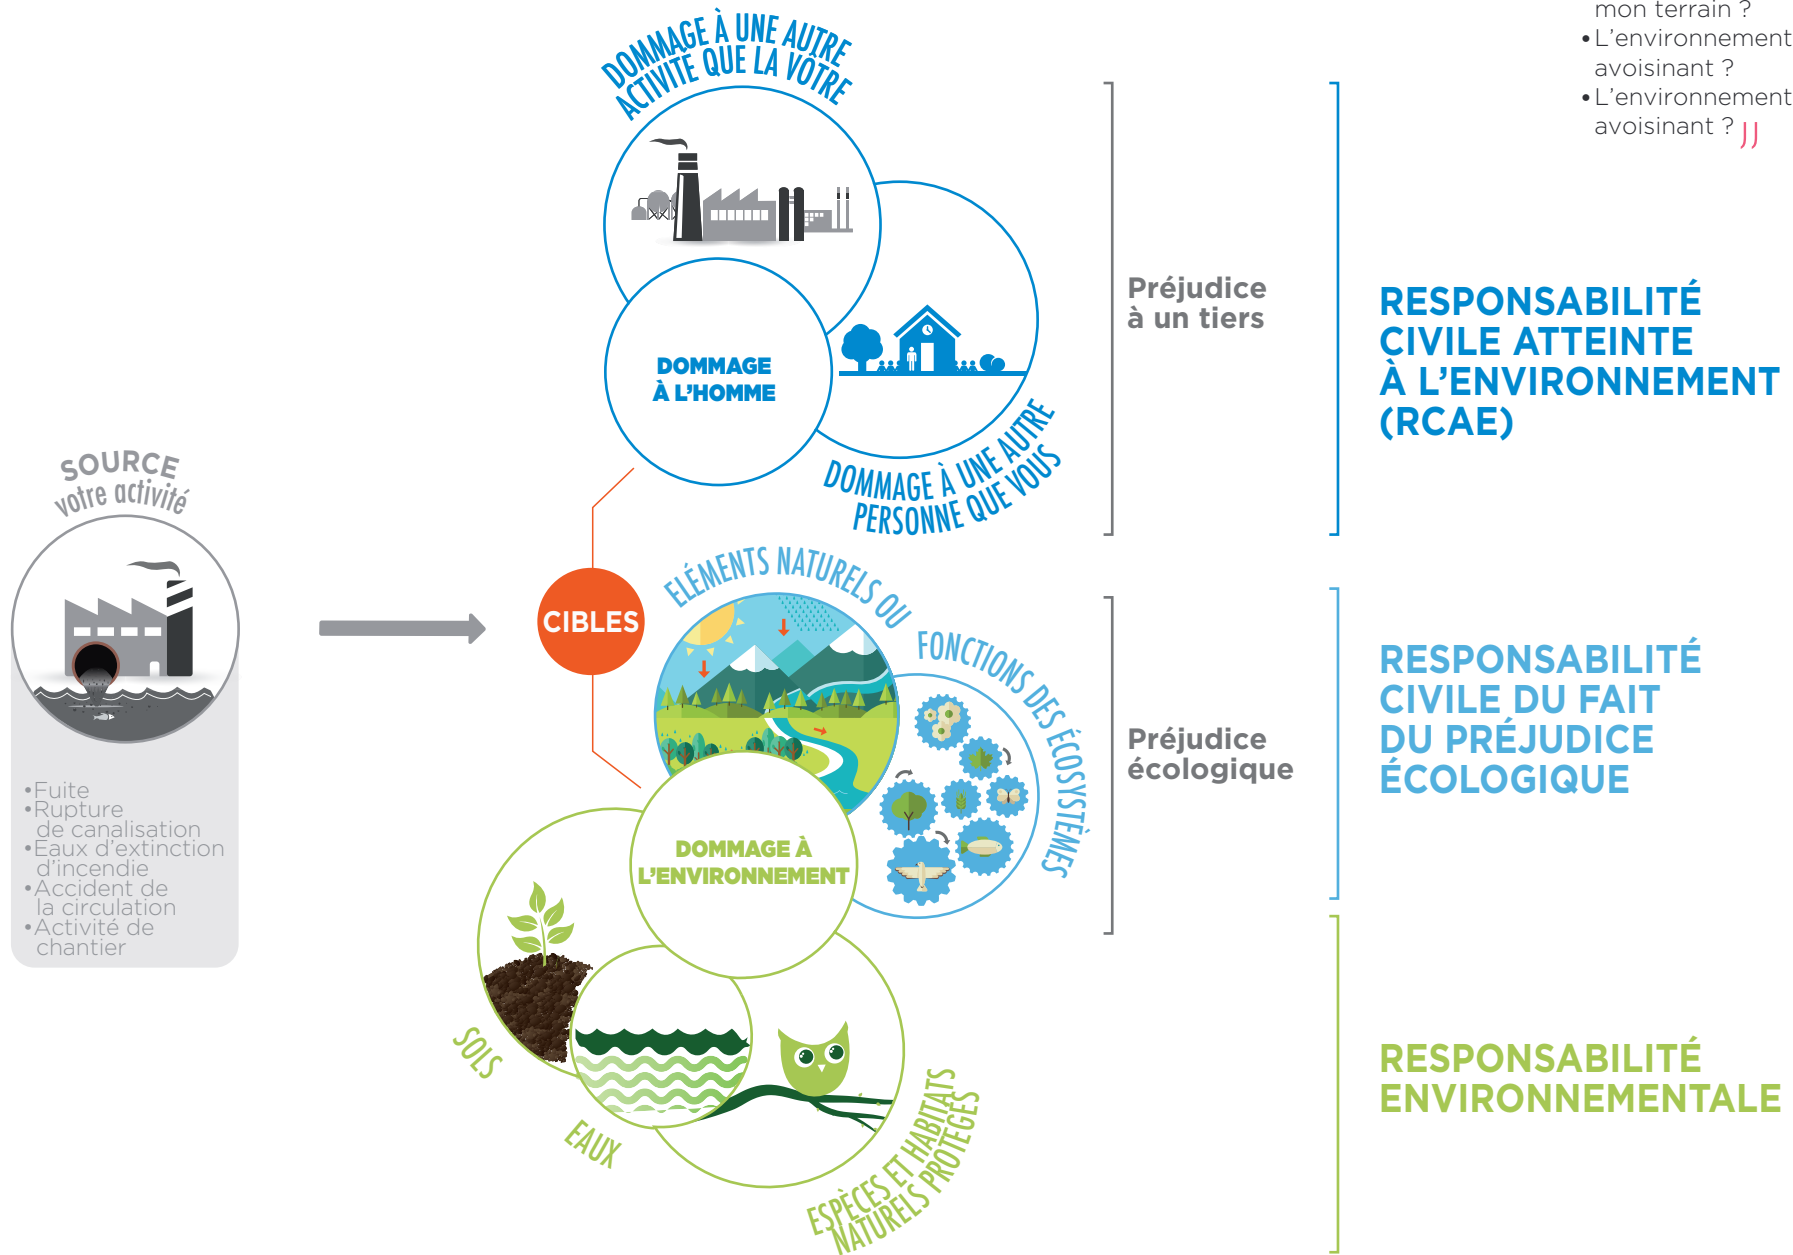 mon terrain ?
• L'environnement
avoisinant ?
• L'environnement
avoisinant ? JJ
SOURCE
votre activité
• Fuite
• Rupture
de canalisation
• Eaux d'extinction
d'incendie
• Accident de
la circulation
• Activité de
chantier
CIBLES
DOMMAGE À UNE AUTRE
ACTIVITÉ QUE LA VÔTRE
DOMMAGE
À L'HOMME
DOMMAGE À UNE AUTRE
PERSONNE QUE VOUS
Préjudice
à un tiers
RESPONSABILITÉ
CIVILE ATTEINTE
À L'ENVIRONNEMENT
(RCAE)
ELÉMENTS NATURELS OU
FONCTIONS DES ÉCOSYSTÈMES
DOMMAGE À
L'ENVIRONNEMENT
Préjudice
écologique
RESPONSABILITÉ
CIVILE DU FAIT
DU PRÉJUDICE
ÉCOLOGIQUE
SOLS
EAUX
ESPÈCES ET HABITATS
NATURELS PROTÉGÉS
RESPONSABILITÉ
ENVIRONNEMENTALE